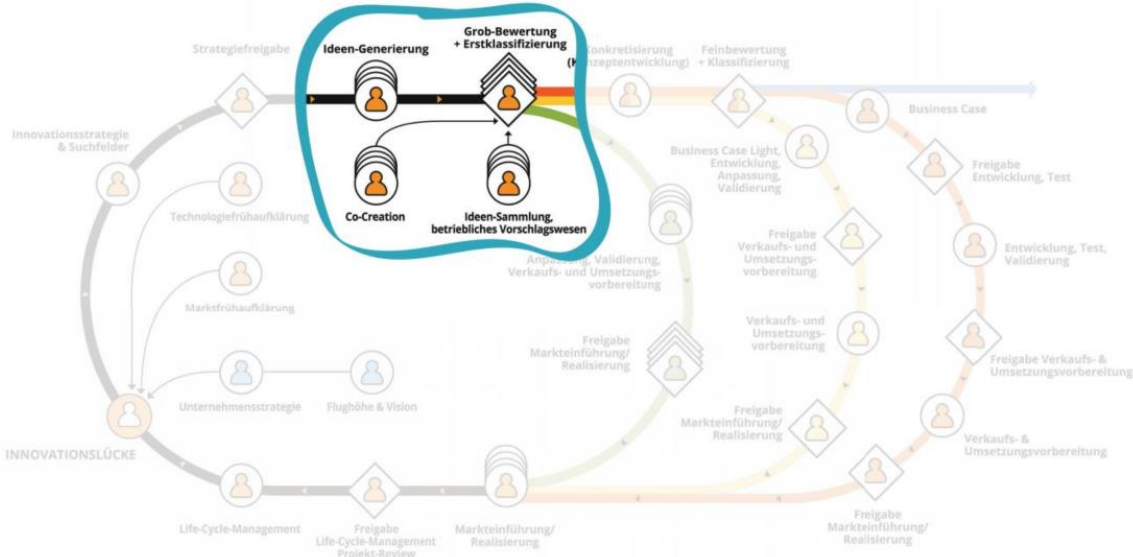 Strategiefreigabe
Ideen-Generierung
Grob-Bewertung
+ Erstklassifizierung
Konkretisierung
(Konzeptentwicklung)
Feinbewertung
+ Klassifizierung
Business Case
Innovationsstrategie
& Suchfelder
Technologiefrühaufklärung
Co-Creation
Ideen-Sammlung,
betriebliches Vorschlagswesen
Business Case Light,
Entwicklung,
Anpassung,
Validierung
Freigabe
Entwicklung, Test
Anpassung, Validierung,
Verkaufs- und Umsetzungs-
vorbereitung
Freigabe
Verkaufs- und
Umsetzungs-
vorbereitung
Entwicklung, Test,
Validierung
Marktfrühaufklärung
Freigabe
Markteinführung/
Realisierung
Verkaufs- und
Umsetzungs-
vorbereitung
Freigabe Verkaufs- &
Umsetzungsvorbereitung
Unternehmensstrategie
Flughöhe & Vision
Freigabe
Markteinführung/
Realisierung
Verkaufs- &
Umsetzungsvorbereitung
INNOVATIONSLÜCKE
Life-Cycle-Management
Freigabe
Life-Cycle-Management
Projekt-Review
Markteinführung/
Realisierung
Freigabe
Markteinführung/
Realisierung